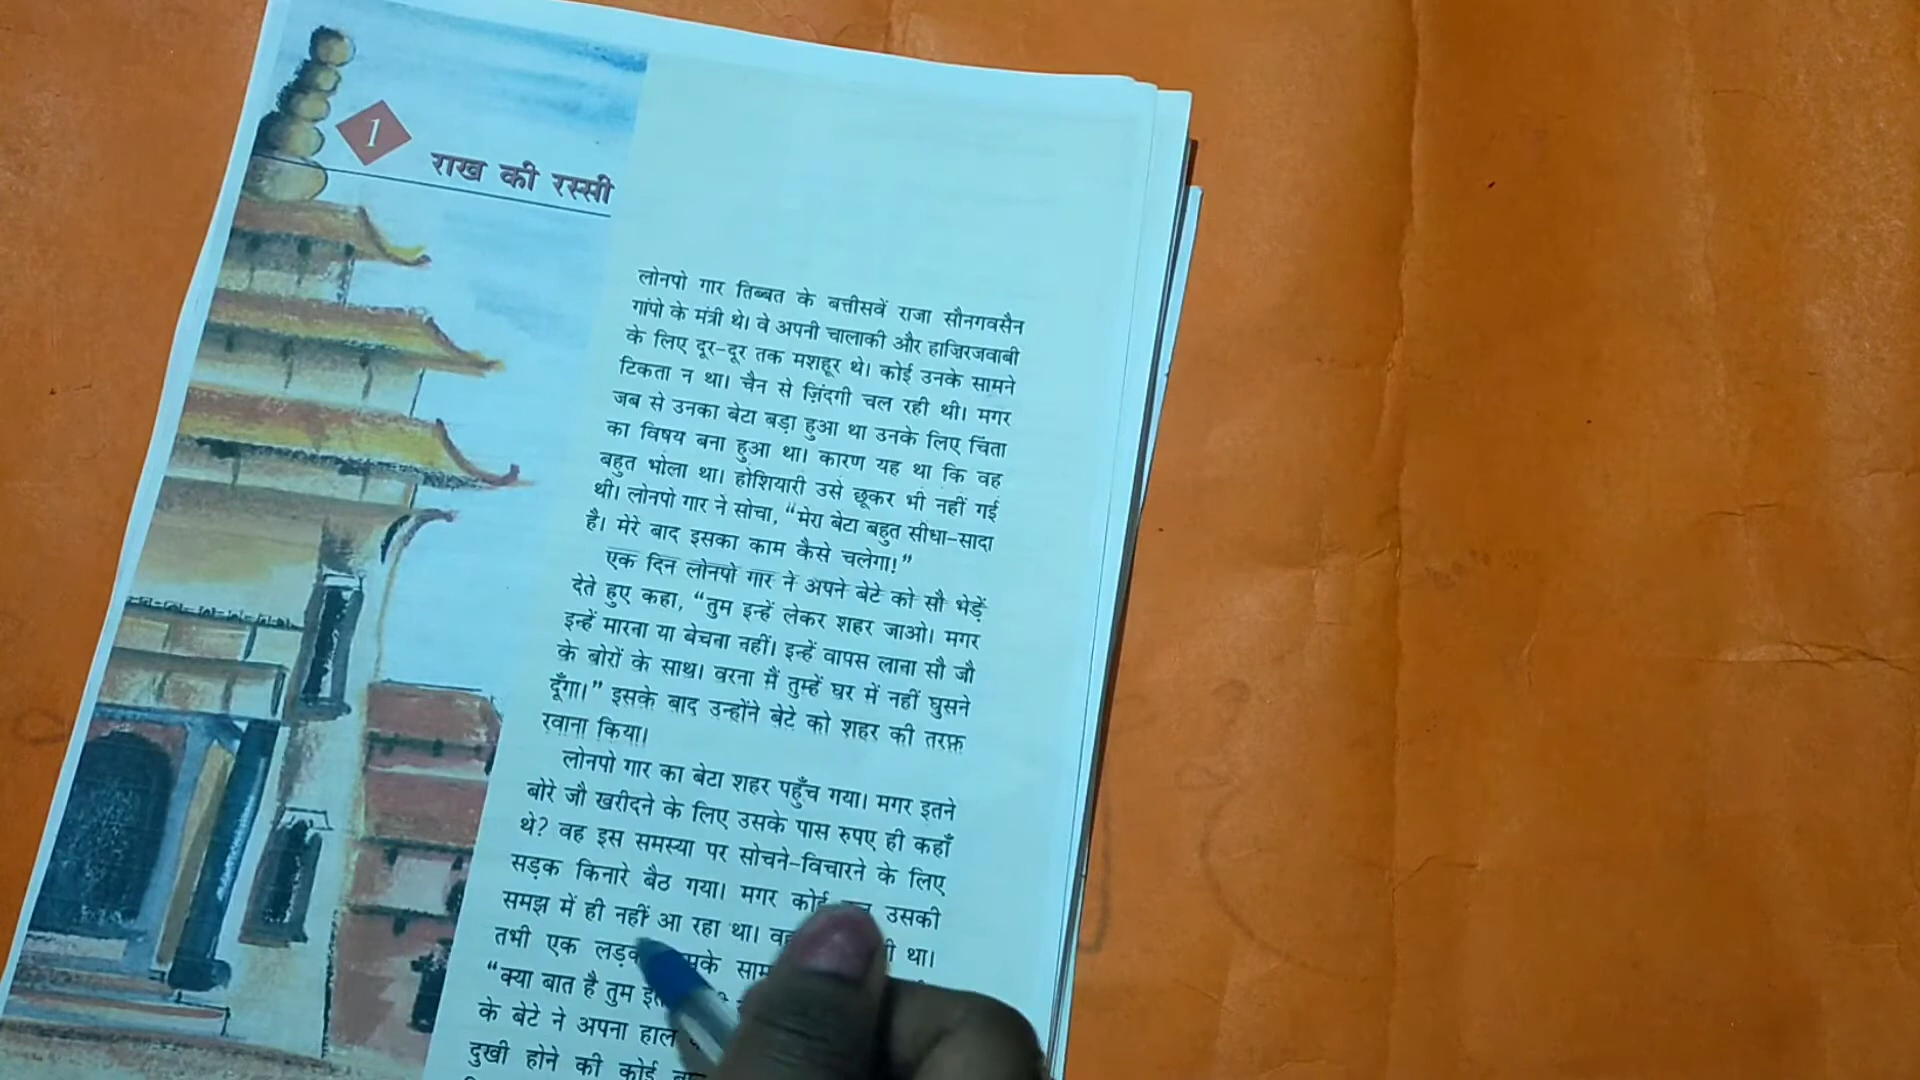 1
राख की रस्सी
लोनपो गार तिब्बत के बत्तीसवें राजा सौनगवसैन
गांपो के मंत्री थे। वे अपनी चालाकी और हाज़िरजवाबी
के लिए दूर-दूर तक मशहूर थे। कोई उनके सामने
टिकता न था। चैन से ज़िंदगी चल रही थी। मगर
जब से उनका बेटा बड़ा हुआ था उनके लिए चिंता
का विषय बना हुआ था। कारण यह था कि वह
बहुत भोला था। होशियारी उसे छूकर भी नहीं गई
थी। लोनपो गार ने सोचा, “मेरा बेटा बहुत सीधा-सादा
है। मेरे बाद इसका काम कैसे चलेगा!”
एक दिन लोनपो गार ने अपने बेटे को सौ भेड़ें
देते हुए कहा, “तुम इन्हें लेकर शहर जाओ। मगर
इन्हें मारना या बेचना नहीं। इन्हें वापस लाना सौ जौ
के बोरों के साथ। वरना मैं तुम्हें घर में नहीं घुसने
दूँगा।” इसके बाद उन्होंने बेटे को शहर की तरफ़
रवाना किया।
लोनपो गार का बेटा शहर पहुँच गया। मगर इतने
बोरे जौ खरीदने के लिए उसके पास रुपए ही कहाँ
थे? वह इस समस्या पर सोचने-विचारने के लिए
सड़क किनारे बैठ गया। मगर कोई उसकी
समझ में ही नहीं आ रहा था। वह था।
तभी एक
“क्या बात है तुम
के बेटे ने अपना हाल
दुखी होने की कोई